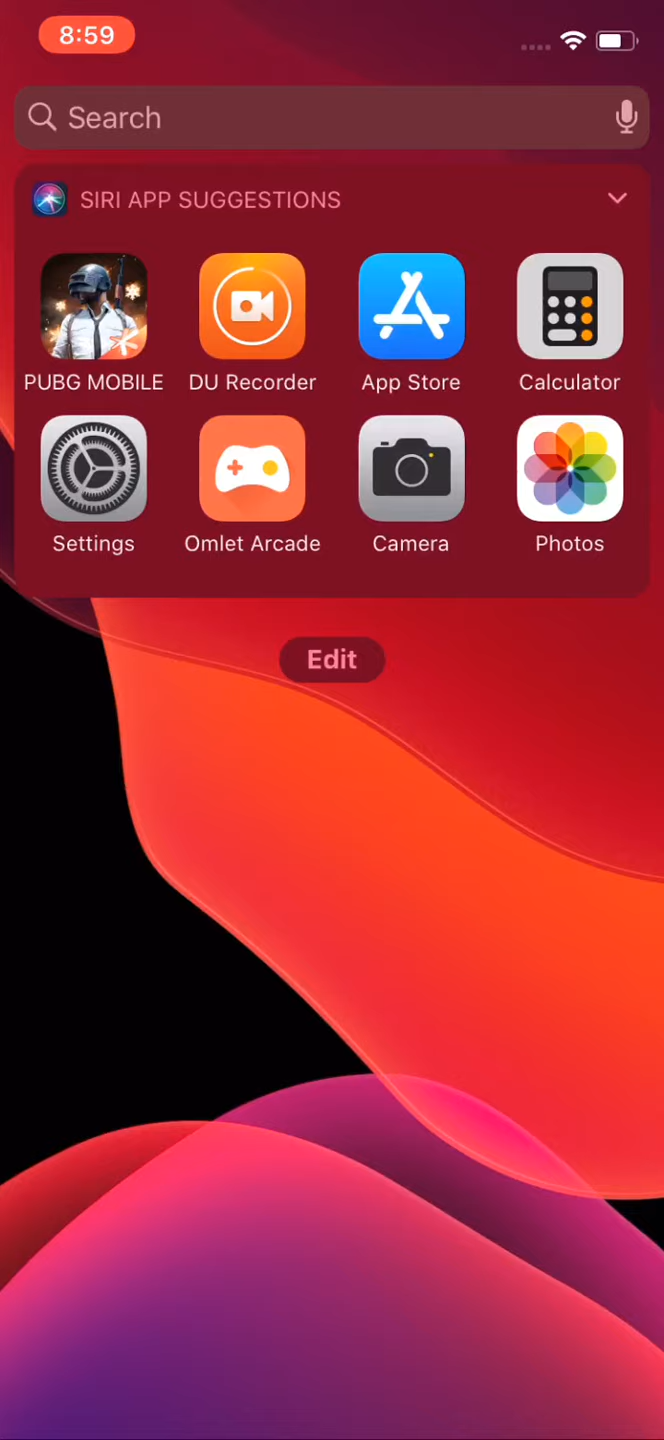 8:59
Search
SIRI APP SUGGESTIONS
PUBG MOBILE DU Recorder App Store Calculator
Settings Omlet Arcade Camera Photos
Edit